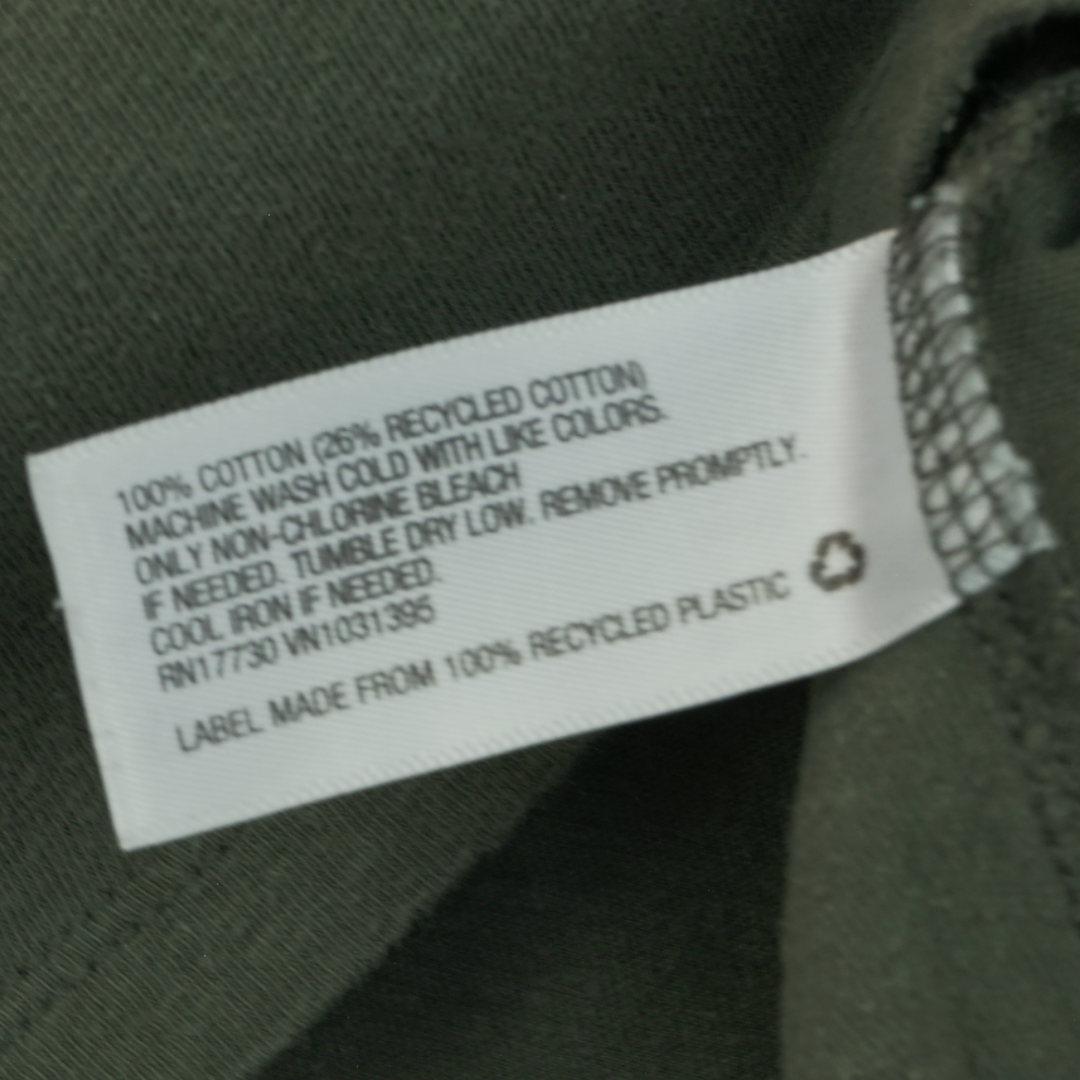 100% COTTON (26% RECYCLED COTTON)
MACHINE WASH COLD WITH LIKE COLORS.
ONLY NON-CHLORINE BLEACH
IF NEEDED. TUMBLE DRY LOW. REMOVE PROMPTLY.
COOL IRON IF NEEDED.
RN17730 VN1031395
LABEL MADE FROM 100% RECYCLED PLASTIC